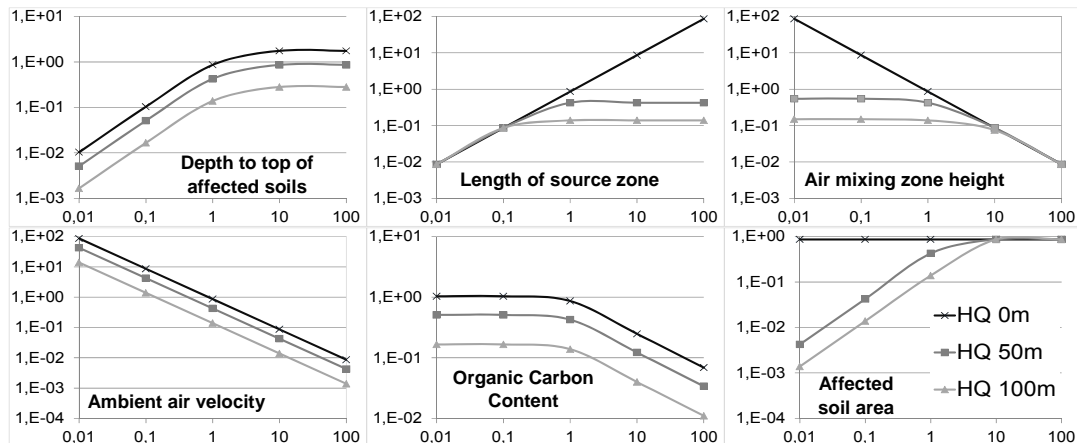 1,E+01
1,E+00
1,E-01
1,E-02
1,E-03
0,01 0,1 1 10 100
Depth to top of
affected soils
1,E+02
1,E+01
1,E+00
1,E-01
1,E-02
1,E-03
0,01 0,1 1 10 100
Length of source zone
1,E+02
1,E+01
1,E+00
1,E-01
1,E-02
1,E-03
0,01 0,1 1 10 100
Air mixing zone height
1,E+02
1,E+01
1,E+00
1,E-01
1,E-02
1,E-03
1,E-04
0,01 0,1 1 10 100
Ambient air velocity
1,E+01
1,E+00
1,E-01
1,E-02
0,01 0,1 1 10 100
Organic Carbon
Content
1,E+00
1,E-01
1,E-02
1,E-03
1,E-04
0,01 0,1 1 10 100
HQ 0m
HQ 50m
HQ 100m
Affected
soil area